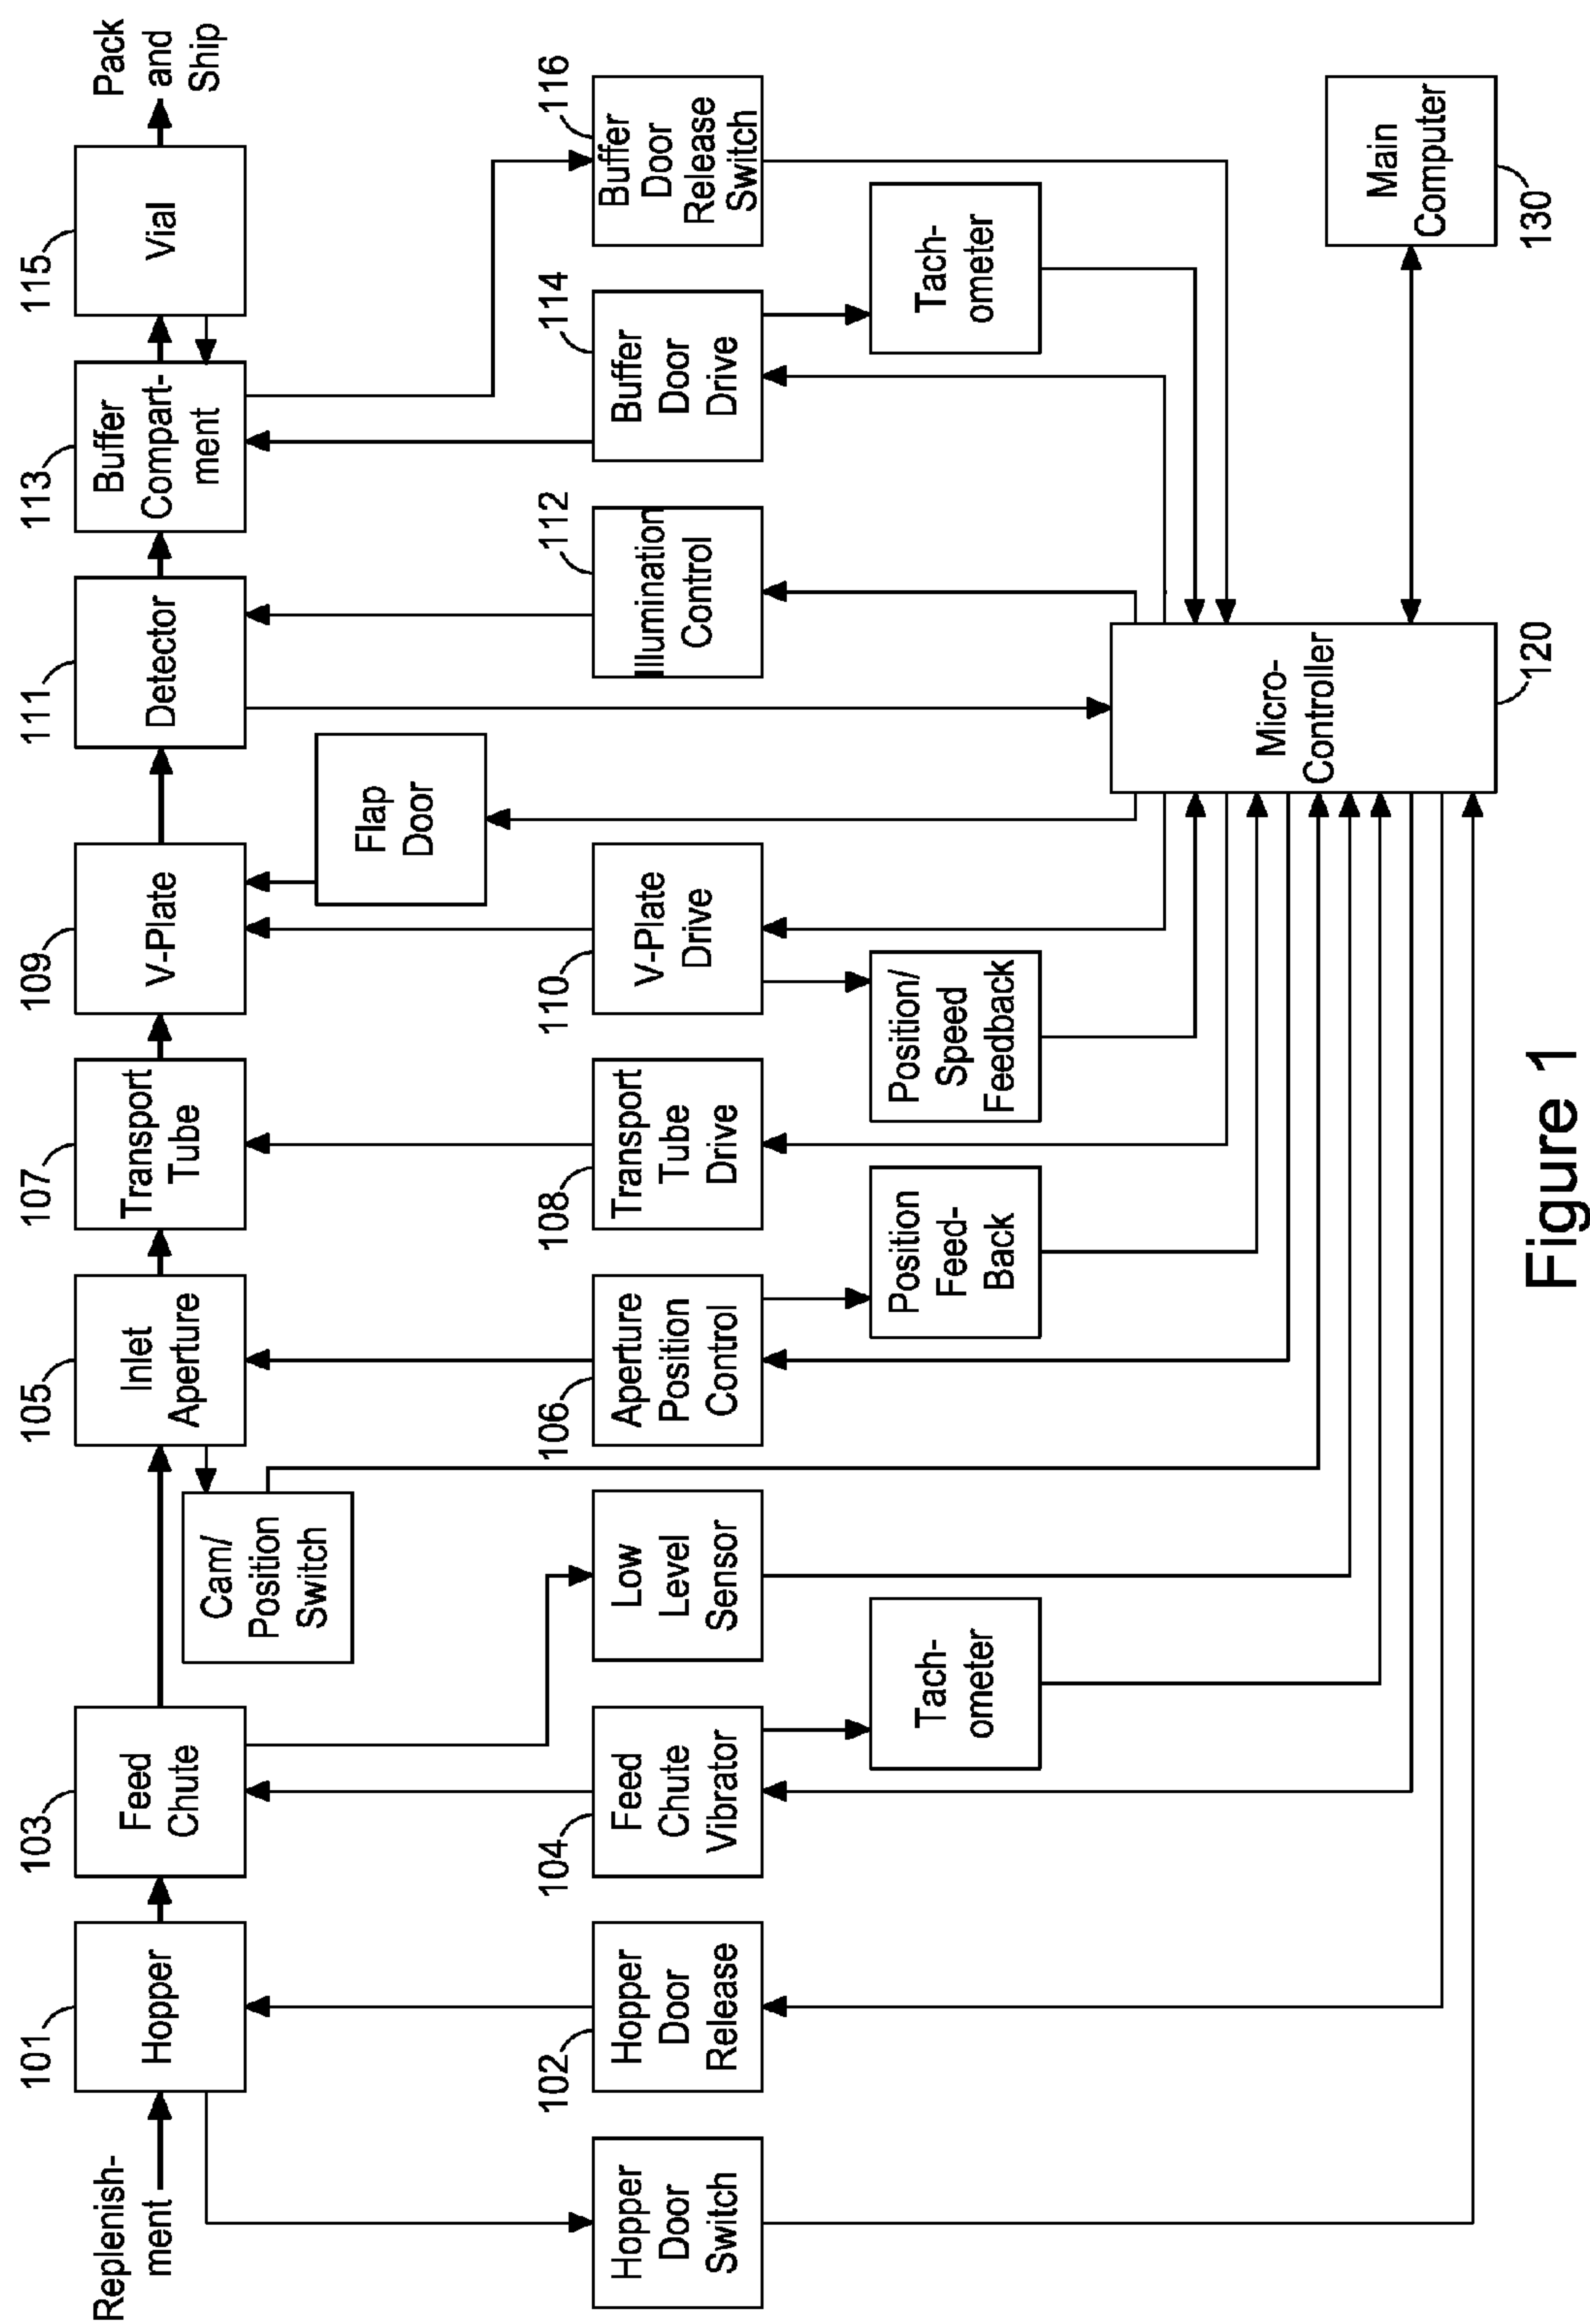 Replenish-
ment
101
Hopper
103
Feed
Chute
105
Inlet
Aperture
107
Transport
Tube
109
V-Plate
111
Detector
113
Buffer
Compart-
ment
115
Vial
Pack
and
Ship
Cam/
Position
Switch
Flap
Door
Hopper
Door
Switch
102
Hopper
Door
Release
104
Feed
Chute
Vibrator
Low
Level
Sensor
106
Aperture
Position
Control
108
Transport
Tube
Drive
110
V-Plate
Drive
112
Illumination
Control
114
Buffer
Door
Drive
116
Buffer
Door
Release
Switch
Tach-
ometer
Position
Feed-
Back
Position/
Speed
Feedback
Tach-
ometer
Micro-
Controller
120
Main
Computer
130
Figure 1